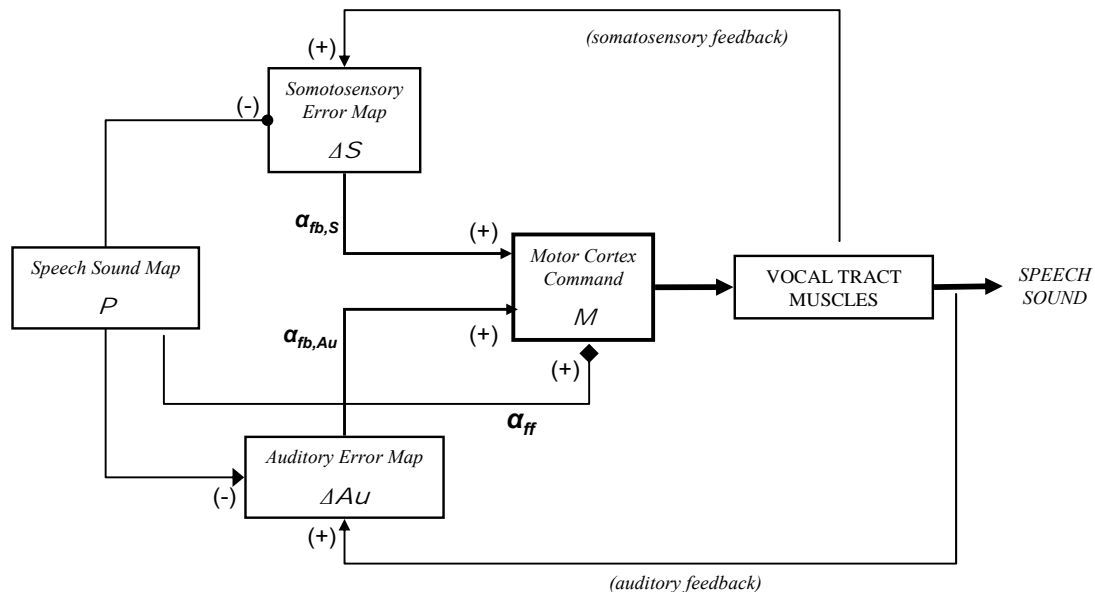 (somatosensory feedback)
(+)
Somotosensory
Error Map
ΔS
(-)
α_fb,S
(+)
Speech Sound Map
P
Motor Cortex
Command
M
VOCAL TRACT
MUSCLES
SPEECH
SOUND
α_fb,Au
(+)
(+)
α_ff
Auditory Error Map
ΔAu
(-)
(+)
(auditory feedback)